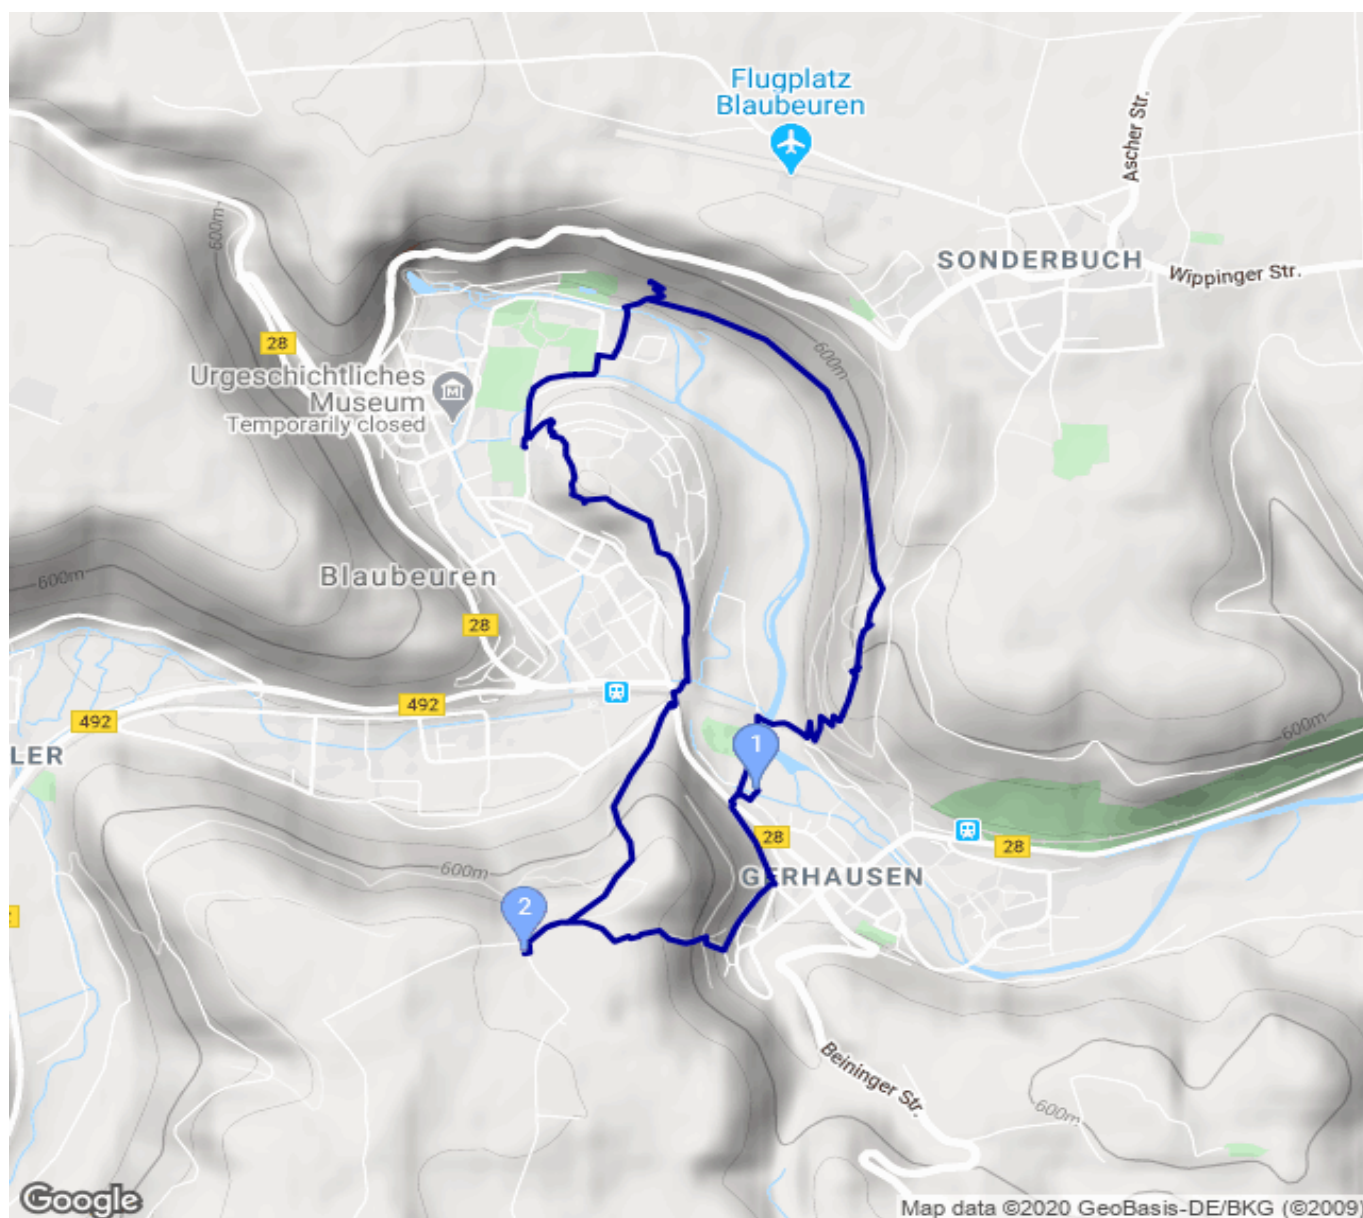 Flugplatz
Blaubeuren
Ascher Str.
600m
SONDERBUCH
Wippinger Str.
28
600m
Urgeschichtliches
Museum
Temporarily closed
M
600m
Blaubeuren
28
492
492
600m
LER
1
28
28
600m
GERHAUSEN
2
Beininger Str.
600m
Google
Map data ©2020 GeoBasis-DE/BKG (©2009)